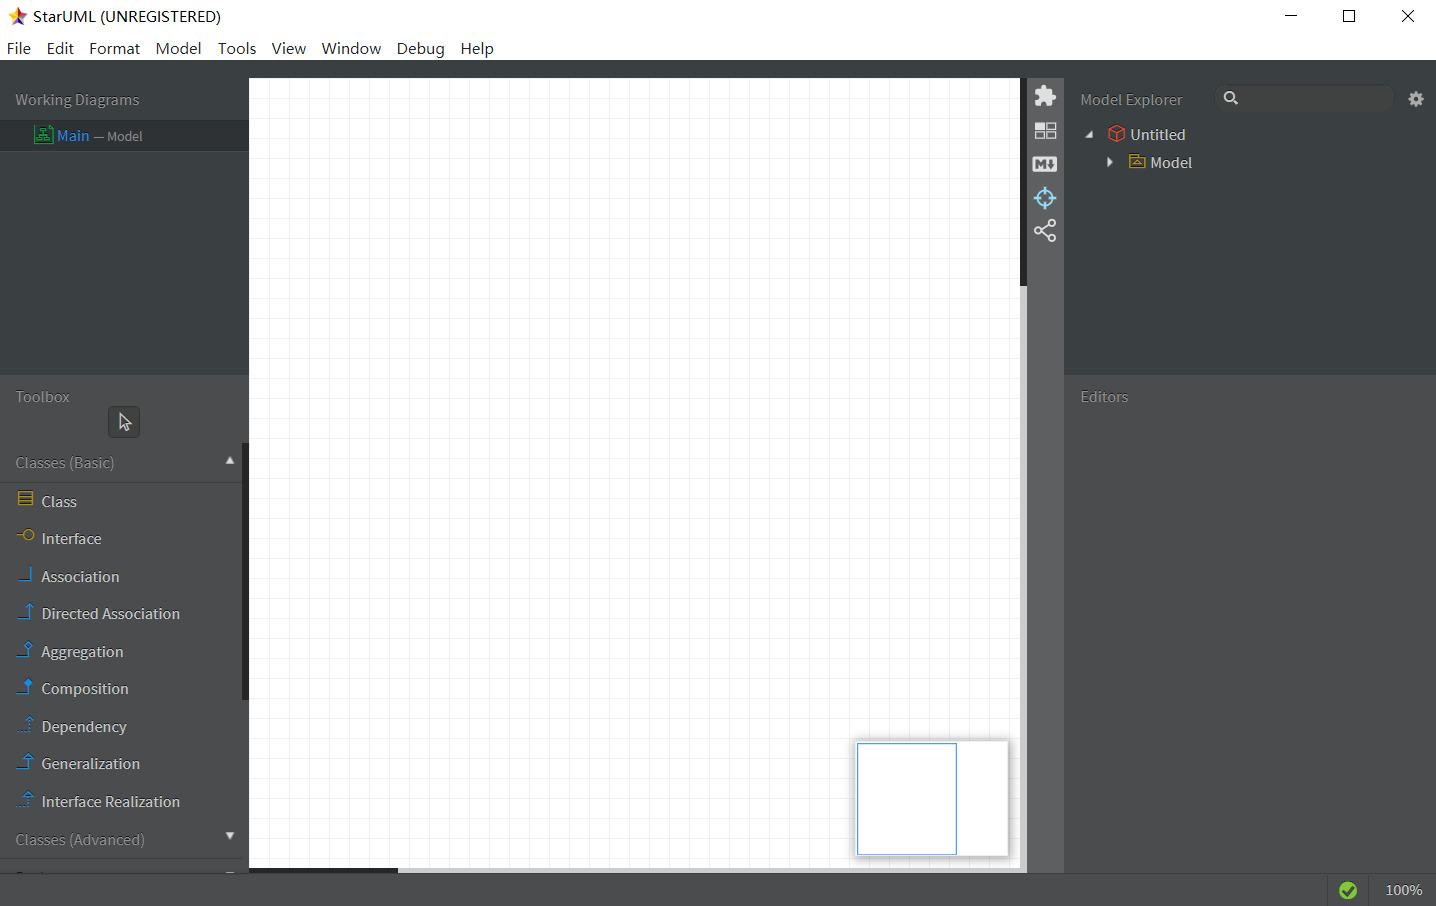 StarUML (UNREGISTERED)
File Edit Format Model Tools View Window Debug Help
Working Diagrams
Main — Model
Toolbox
Classes (Basic)
Class
Interface
Association
Directed Association
Aggregation
Composition
Dependency
Generalization
Interface Realization
Classes (Advanced)
M
Model Explorer
Untitled
Model
Editors
100%